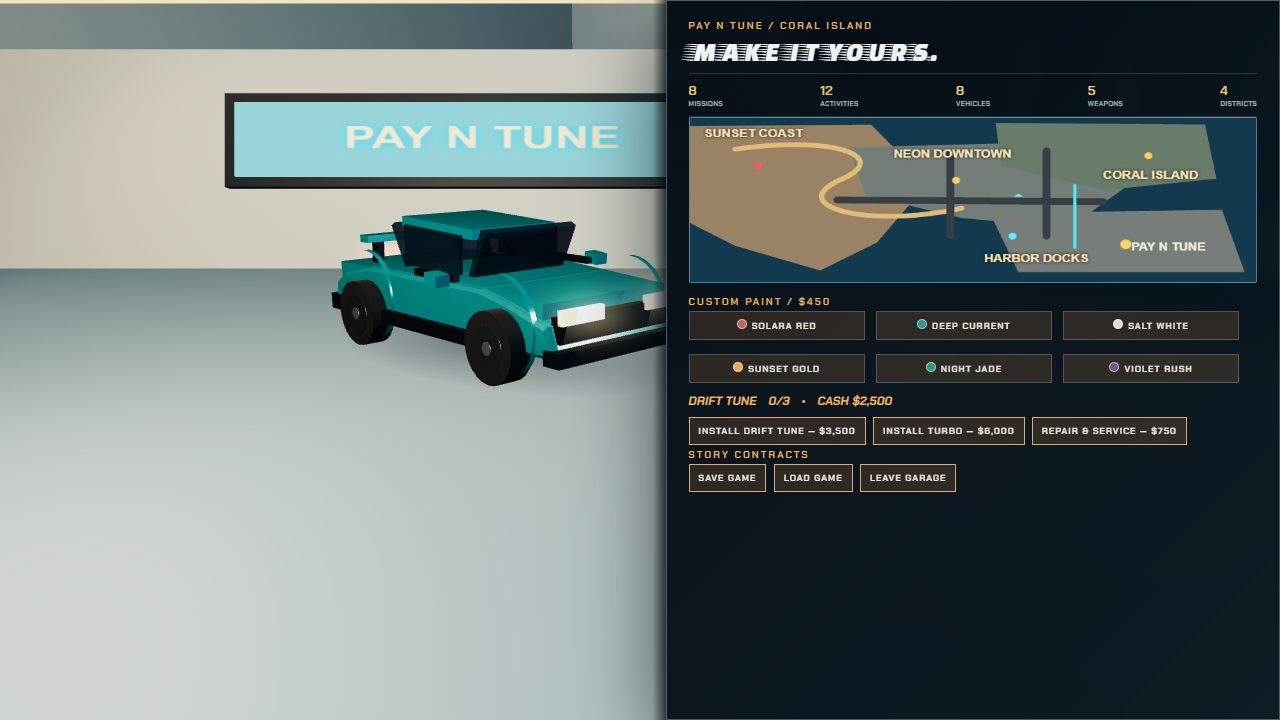 PAY N TUNE
PAY N TUNE / CORAL ISLAND
MAKE IT YOURS.
8 12 8 5 4
MISSIONS ACTIVITIES VEHICLES WEAPONS DISTRICTS
SUNSET COAST
NEON DOWNTOWN
CORAL ISLAND
PAY N TUNE
HARBOR DOCKS
CUSTOM PAINT / $450
SOLARA RED DEEP CURRENT SALT WHITE
SUNSET GOLD NIGHT JADE VIOLET RUSH
DRIFT TUNE 0/3 • CASH $2,500
INSTALL DRIFT TUNE — $3,500 INSTALL TURBO — $6,000 REPAIR & SERVICE — $750
STORY CONTRACTS
SAVE GAME LOAD GAME LEAVE GARAGE